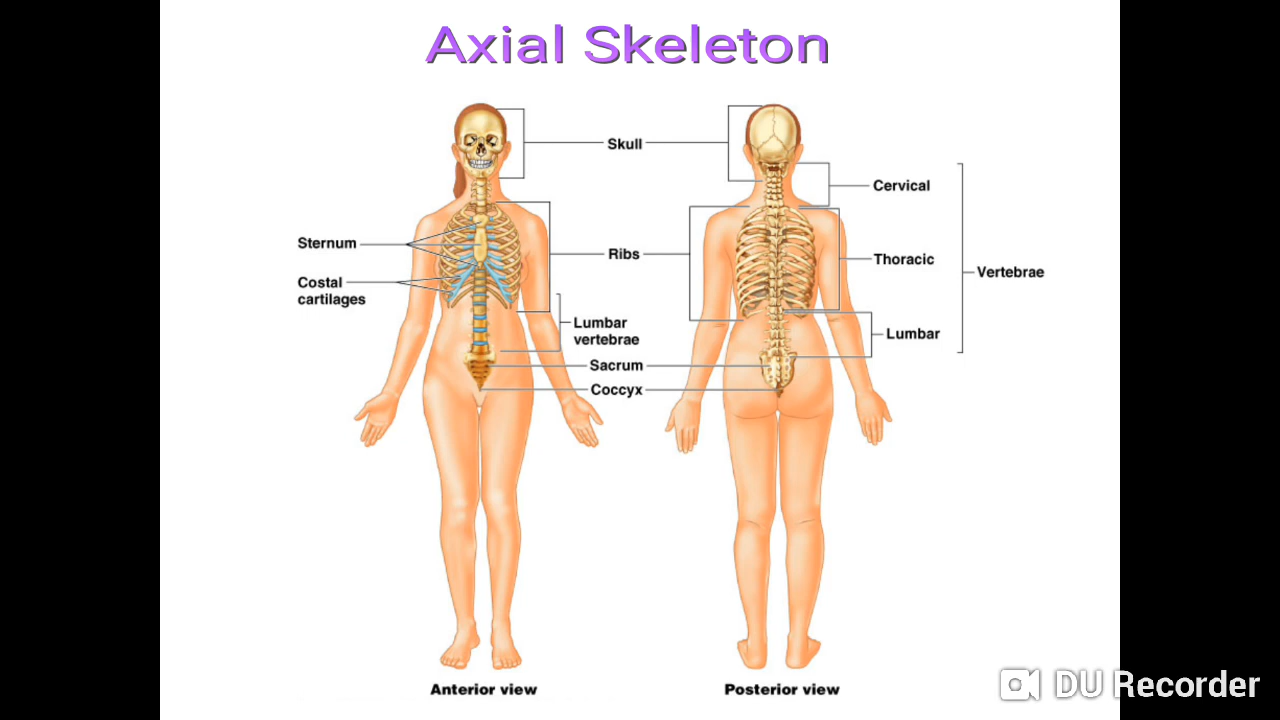 Axial Skeleton
Skull
Cervical
Sternum
Ribs
Thoracic
Vertebrae
Costal
cartilages
Lumbar
vertebrae
Lumbar
Sacrum
Coccyx
Anterior view
Posterior view
DU Recorder